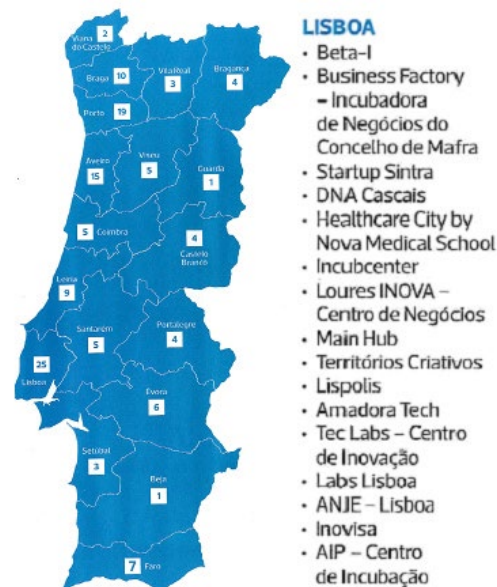 Viana
do Castelo
2
Braga
10
Vila Real
3
Bragança
4
Porto
19
Aveiro
15
Viseu
5
Guarda
1
5
Coimbra
4
Castelo
Branco
Leiria
9
Santarém
5
Portalegre
4
25
Lisboa
Évora
6
Setúbal
3
Beja
1
7
Faro
LISBOA
• Beta-I
• Business Factory
– Incubadora
de Negócios do
Concelho de Mafra
• Startup Sintra
• DNA Cascais
• Healthcare City by
Nova Medical School
• Incubcenter
• Loures INOVA –
Centro de Negócios
• Main Hub
• Territórios Criativos
• Lispolis
• Amadora Tech
• Tec Labs – Centro
de Inovação
• Labs Lisboa
• ANJE – Lisboa
• Inovisa
• AIP – Centro
de Incubação